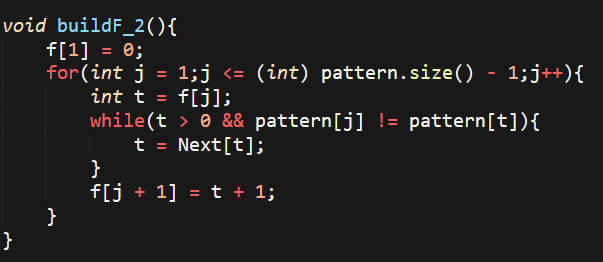 void buildF_2(){
    f[1] = 0;
    for(int j = 1;j <= (int) pattern.size() - 1;j++){
        int t = f[j];
        while(t > 0 && pattern[j] != pattern[t]){
            t = Next[t];
        }
        f[j + 1] = t + 1;
    }
}